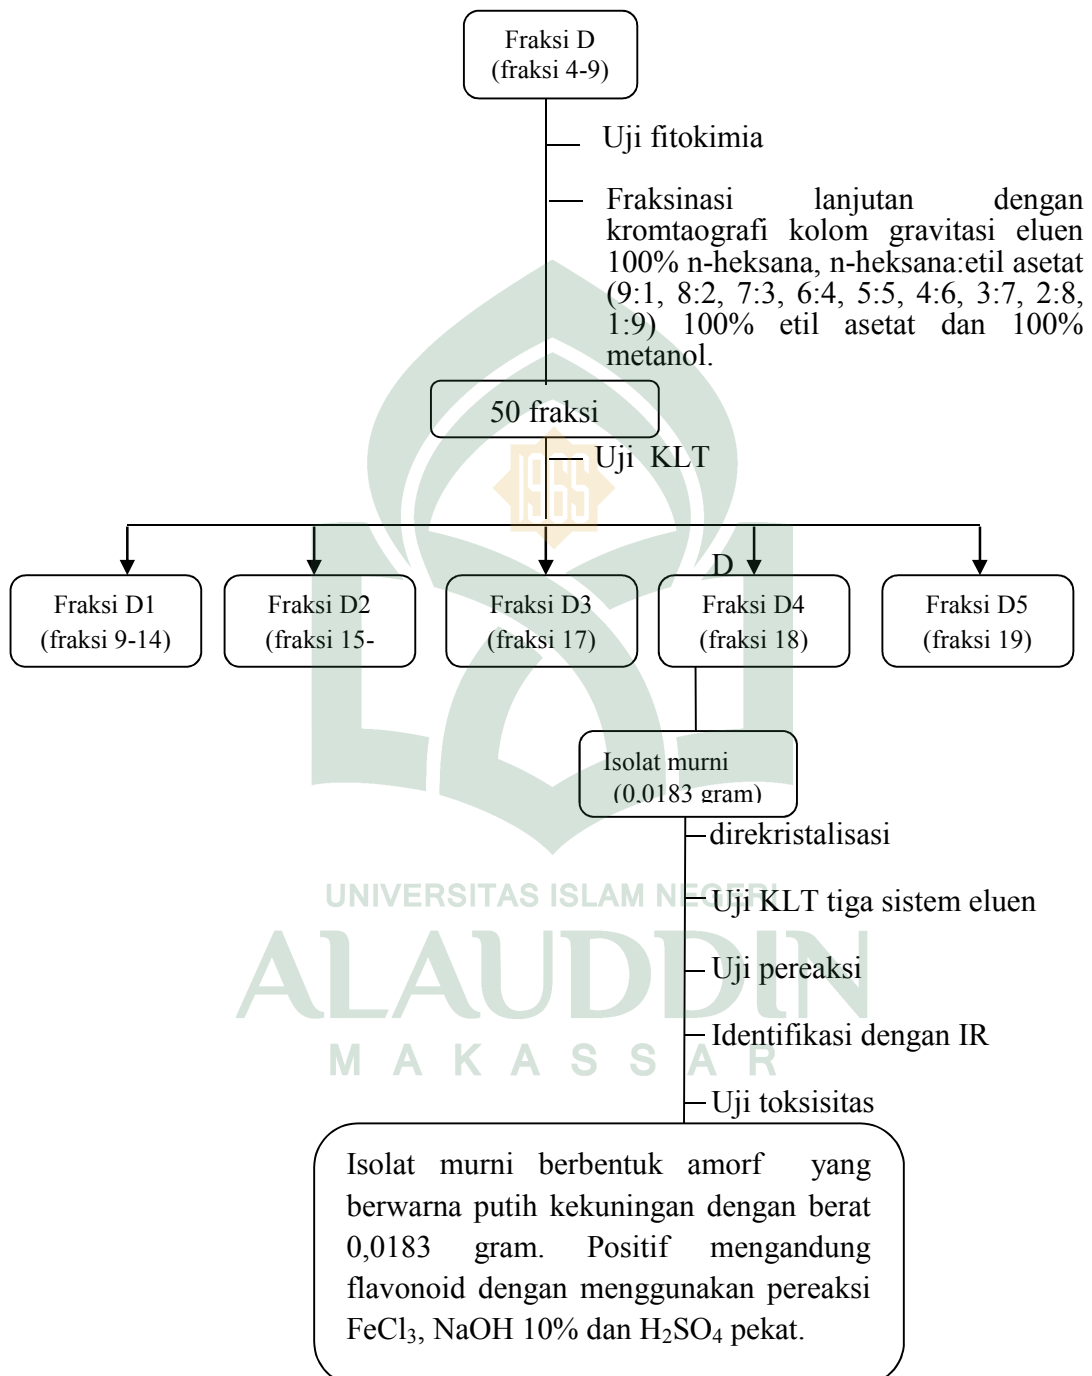 Fraksi D
(fraksi 4-9)
Uji fitokimia
Fraksinasi lanjutan dengan
kromtaografi kolom gravitasi eluen
100% n-heksana, n-heksana:etil asetat
(9:1, 8:2, 7:3, 6:4, 5:5, 4:6, 3:7, 2:8,
1:9) 100% etil asetat dan 100%
metanol.
50 fraksi
Uji KLT
1965
D
Fraksi D1
(fraksi 9-14)
Fraksi D2
(fraksi 15-
Fraksi D3
(fraksi 17)
Fraksi D4
(fraksi 18)
Fraksi D5
(fraksi 19)
Isolat murni
(0,0183 gram)
direkristalisasi
UNIVERSITAS ISLAM NEGERI
Uji KLT tiga sistem eluen
ALAUDDIN
Uji pereaksi
Identifikasi dengan IR
MAKASSAR
Uji toksisitas
Isolat murni berbentuk amorf yang
berwarna putih kekuningan dengan berat
0,0183 gram. Positif mengandung
flavonoid dengan menggunakan pereaksi
FeCl₃, NaOH 10% dan H₂SO₄ pekat.